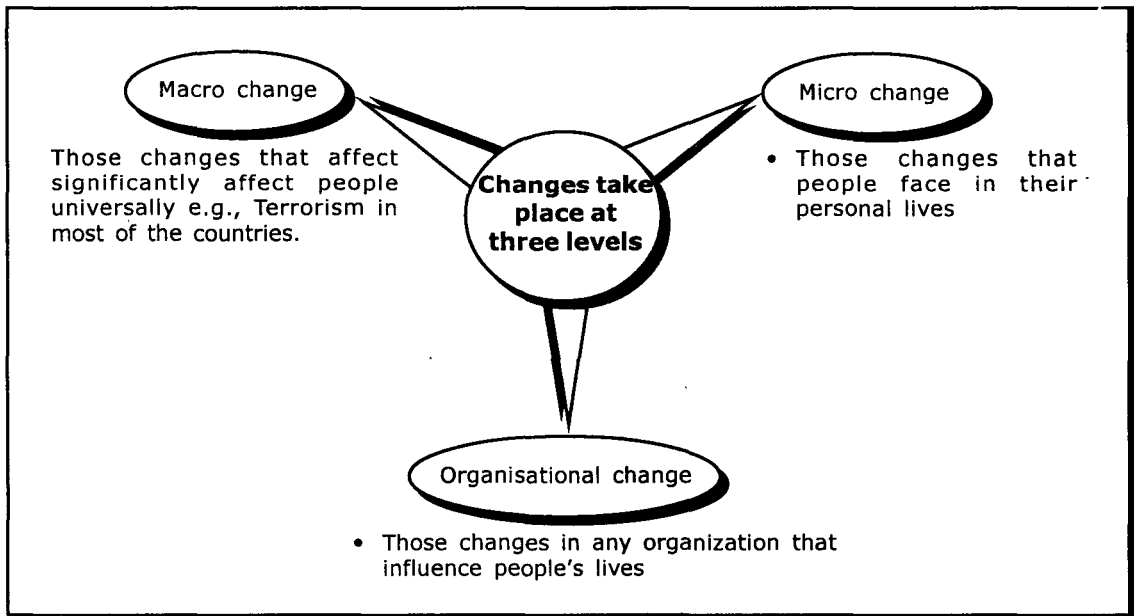 Macro change
Those changes that affect
significantly affect people
universally e.g., Terrorism in
most of the countries.
Changes take
place at
three levels
Micro change
• Those changes that
people face in their
personal lives
Organisational change
• Those changes in any organization that
influence people's lives